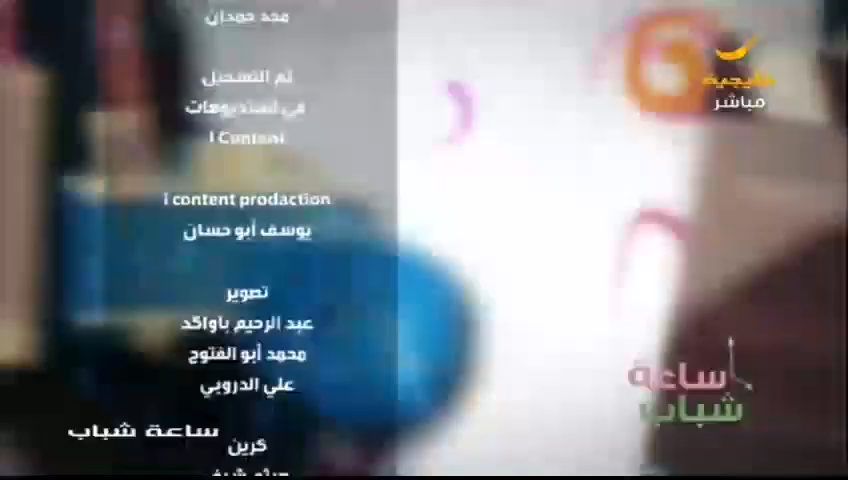 مجد حمدان
تم التسجيل
في استديوهات
I Content
i content prodaction
يوسف أبو حسان
تصوير
عبد الرحيم باواكد
محمد أبو الفتوح
علي الدروبي
كرين
خليجية
مباشر
ساعة
شباب
ساعة شباب